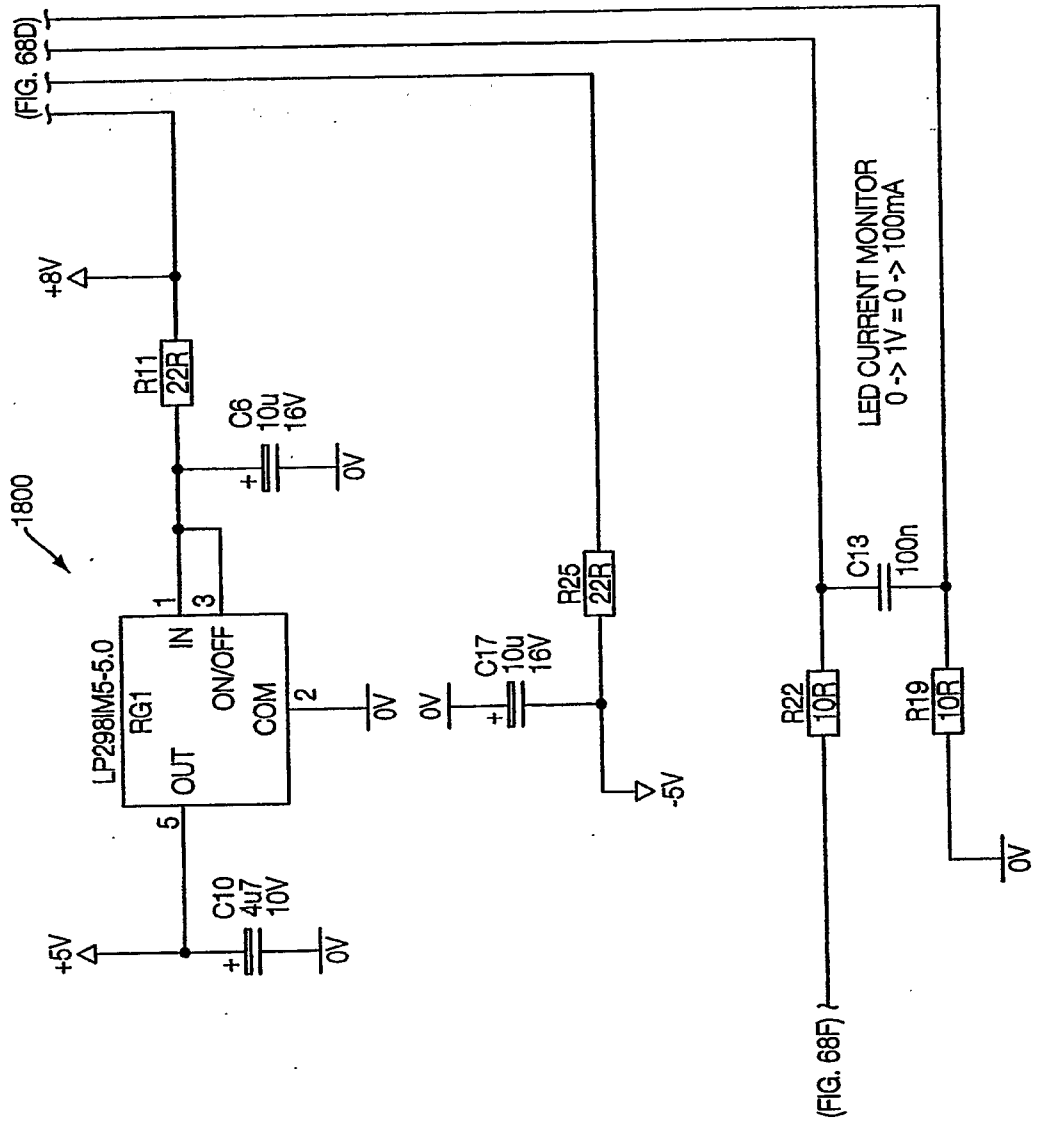 (FIG. 68D)
+8V
R11
22R
C6
10u
16V
0V
1800
LP298IM5-5.0
RG1
IN
1
ON/OFF
3
COM
2
OUT
5
0V
+5V
C10
4u7
10V
+
0V
+
R25
22R
C17
10u
16V
+
0V
-5V
LED CURRENT MONITOR
0 -> 1V = 0 -> 100mA
C13
100n
R22
10R
R19
10R
0V
(FIG. 68F)